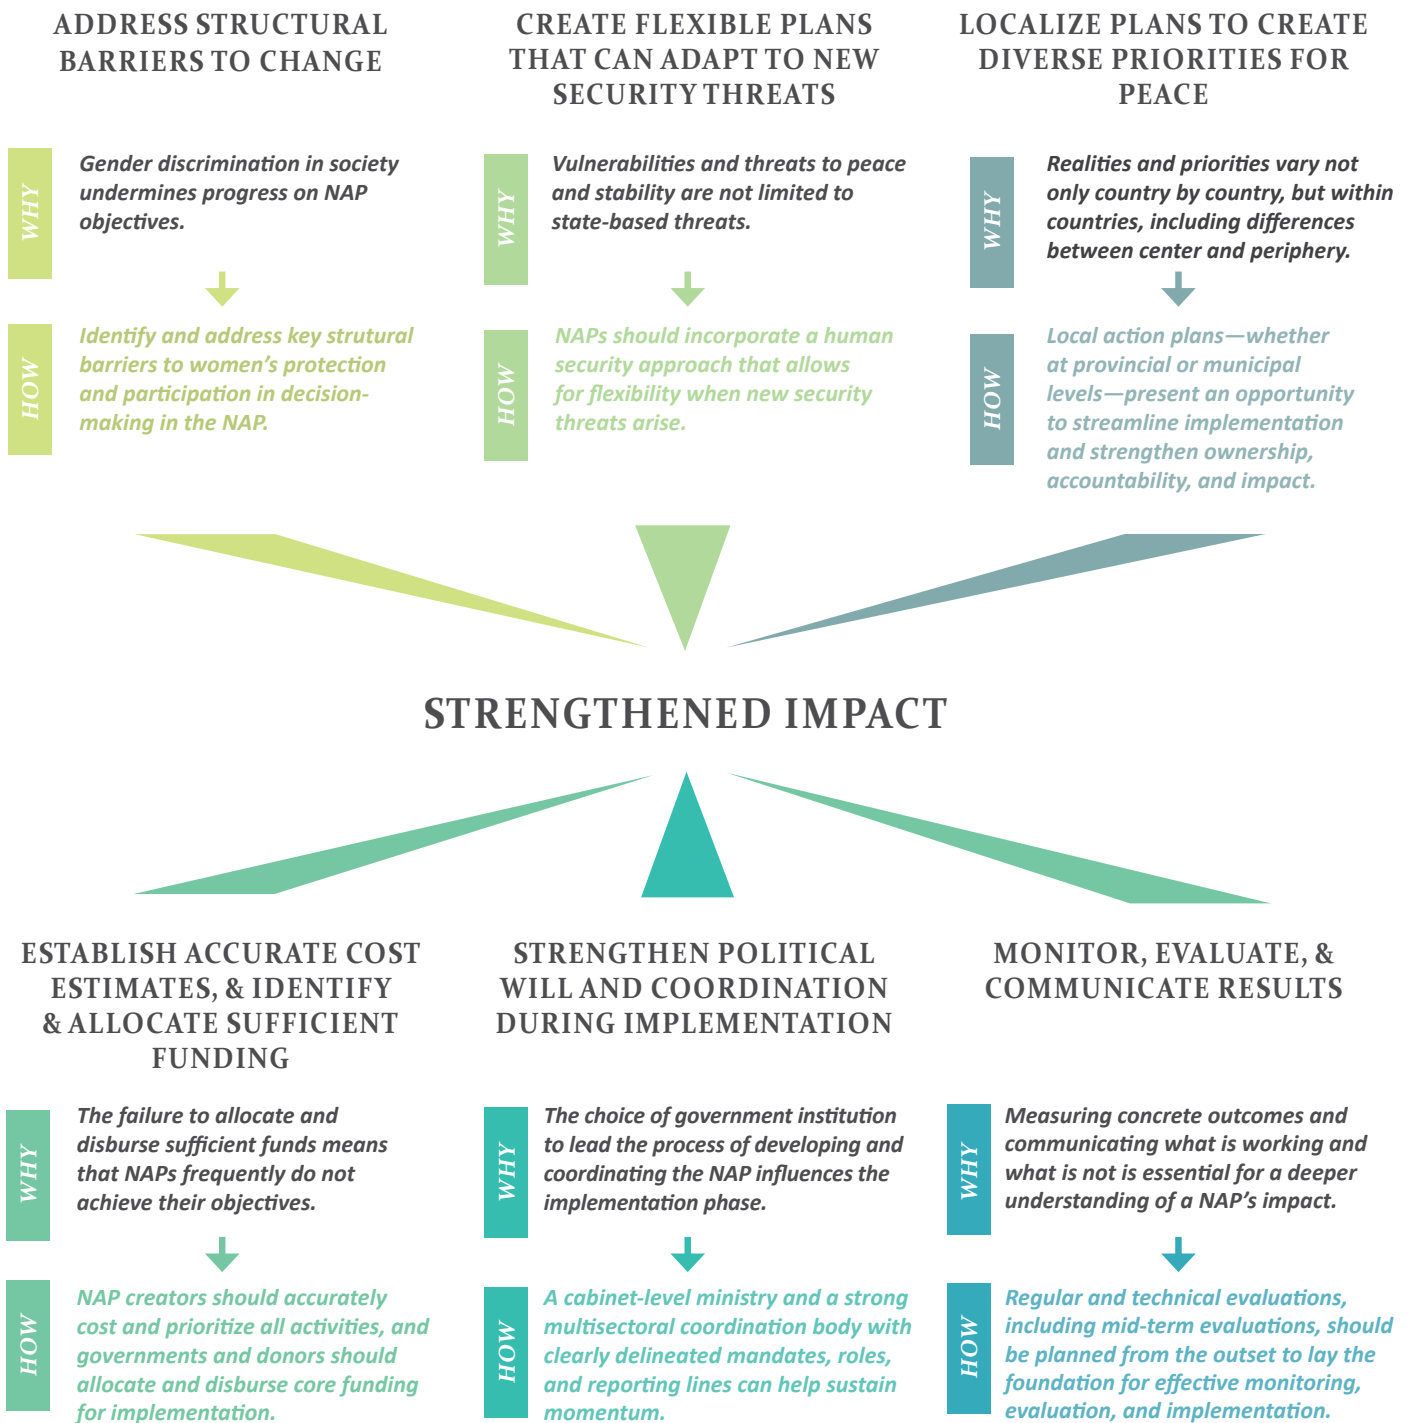 ADDRESS STRUCTURAL
BARRIERS TO CHANGE
WHY
Gender discrimination in society
undermines progress on NAP
objectives.
HOW
Identify and address key strutural
barriers to women’s protection
and participation in decision-
making in the NAP.
CREATE FLEXIBLE PLANS
THAT CAN ADAPT TO NEW
SECURITY THREATS
WHY
Vulnerabilities and threats to peace
and stability are not limited to
state-based threats.
HOW
NAPs should incorporate a human
security approach that allows
for flexibility when new security
threats arise.
LOCALIZE PLANS TO CREATE
DIVERSE PRIORITIES FOR
PEACE
WHY
Realities and priorities vary not
only country by country, but within
countries, including differences
between center and periphery.
HOW
Local action plans—whether
at provincial or municipal
levels—present an opportunity
to streamline implementation
and strengthen ownership,
accountability, and impact.
STRENGTHENED IMPACT
ESTABLISH ACCURATE COST
ESTIMATES, & IDENTIFY
& ALLOCATE SUFFICIENT
FUNDING
WHY
The failure to allocate and
disburse sufficient funds means
that NAPs frequently do not
achieve their objectives.
HOW
NAP creators should accurately
cost and prioritize all activities, and
governments and donors should
allocate and disburse core funding
for implementation.
STRENGTHEN POLITICAL
WILL AND COORDINATION
DURING IMPLEMENTATION
WHY
The choice of government institution
to lead the process of developing and
coordinating the NAP influences the
implementation phase.
HOW
A cabinet-level ministry and a strong
multisectoral coordination body with
clearly delineated mandates, roles,
and reporting lines can help sustain
momentum.
MONITOR, EVALUATE, &
COMMUNICATE RESULTS
WHY
Measuring concrete outcomes and
communicating what is working and
what is not is essential for a deeper
understanding of a NAP’s impact.
HOW
Regular and technical evaluations,
including mid-term evaluations, should
be planned from the outset to lay the
foundation for effective monitoring,
evaluation, and implementation.